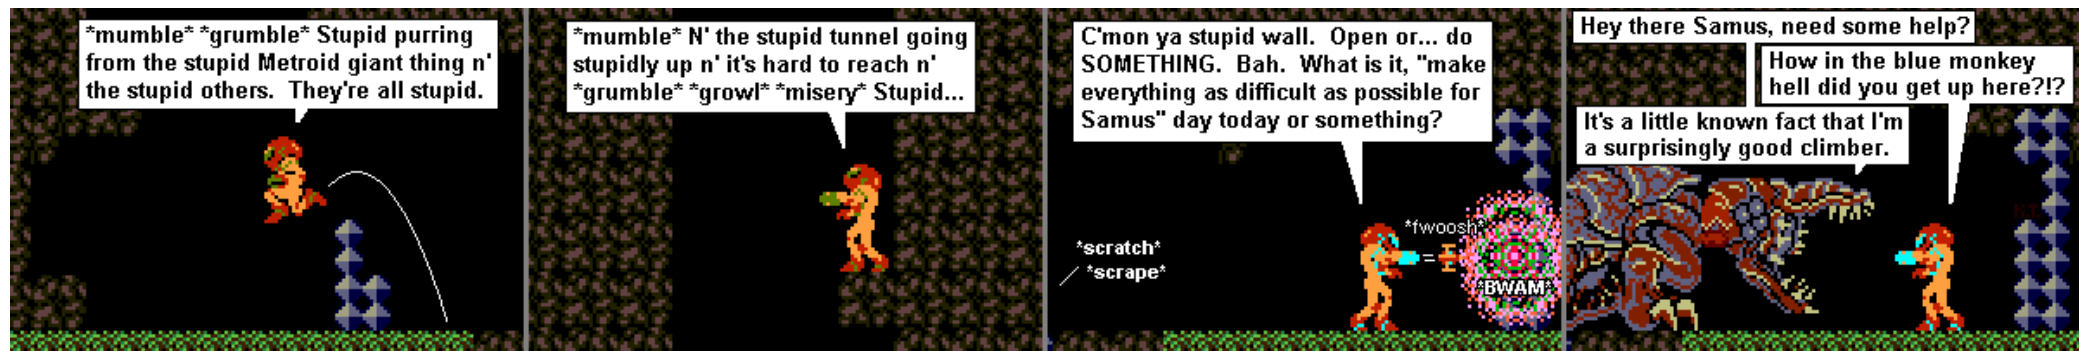 *mumble* *grumble* Stupid purring
from the stupid Metroid giant thing n'
the stupid others.  They're all stupid.
*mumble* N' the stupid tunnel going
stupidly up n' it's hard to reach n'
*grumble* *growl* *misery* Stupid...
C'mon ya stupid wall.  Open or... do
SOMETHING.  Bah.  What is it, "make
everything as difficult as possible for
Samus" day today or something?
*fwoosh*
*scratch*
*scrape*
*BWAM*
Hey there Samus, need some help?
How in the blue monkey
hell did you get up here?!?
It's a little known fact that I'm
a surprisingly good climber.